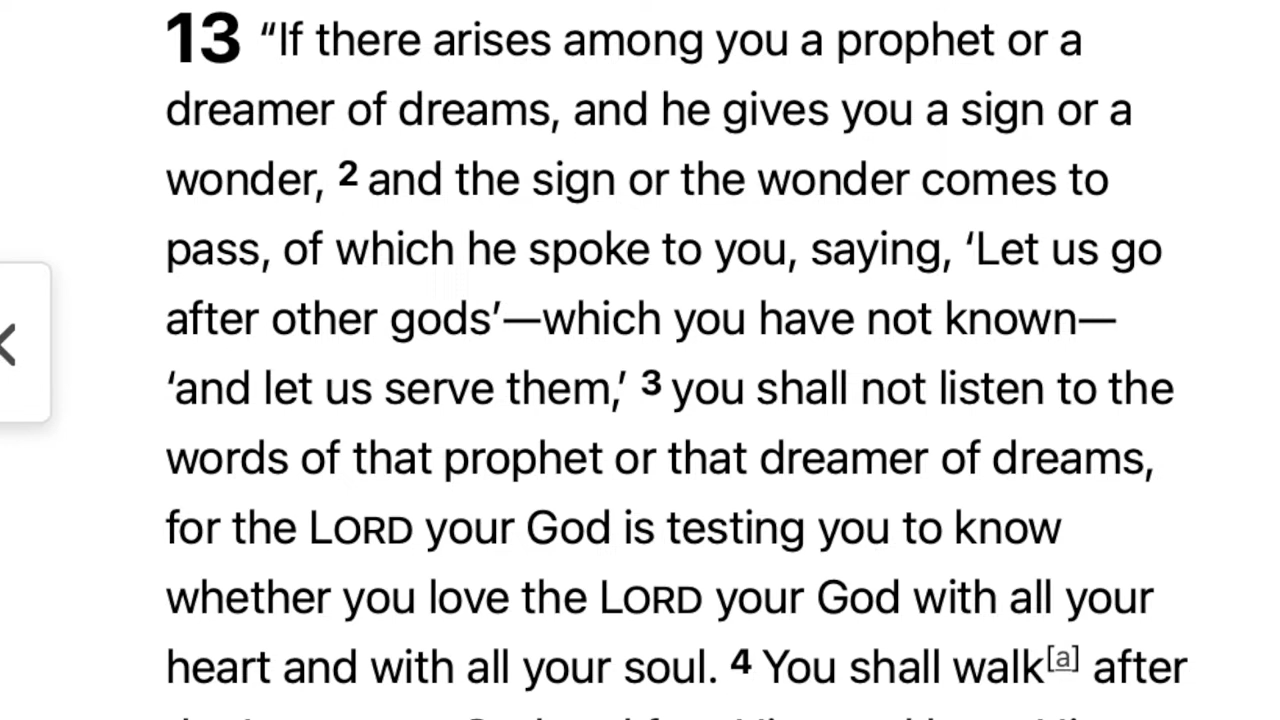 13 “If there arises among you a prophet or a
dreamer of dreams, and he gives you a sign or a
wonder, 2 and the sign or the wonder comes to
pass, of which he spoke to you, saying, ‘Let us go
after other gods’—which you have not known—
‘and let us serve them,’ 3 you shall not listen to the
words of that prophet or that dreamer of dreams,
for the LORD your God is testing you to know
whether you love the LORD your God with all your
heart and with all your soul. 4 You shall walk[a] after